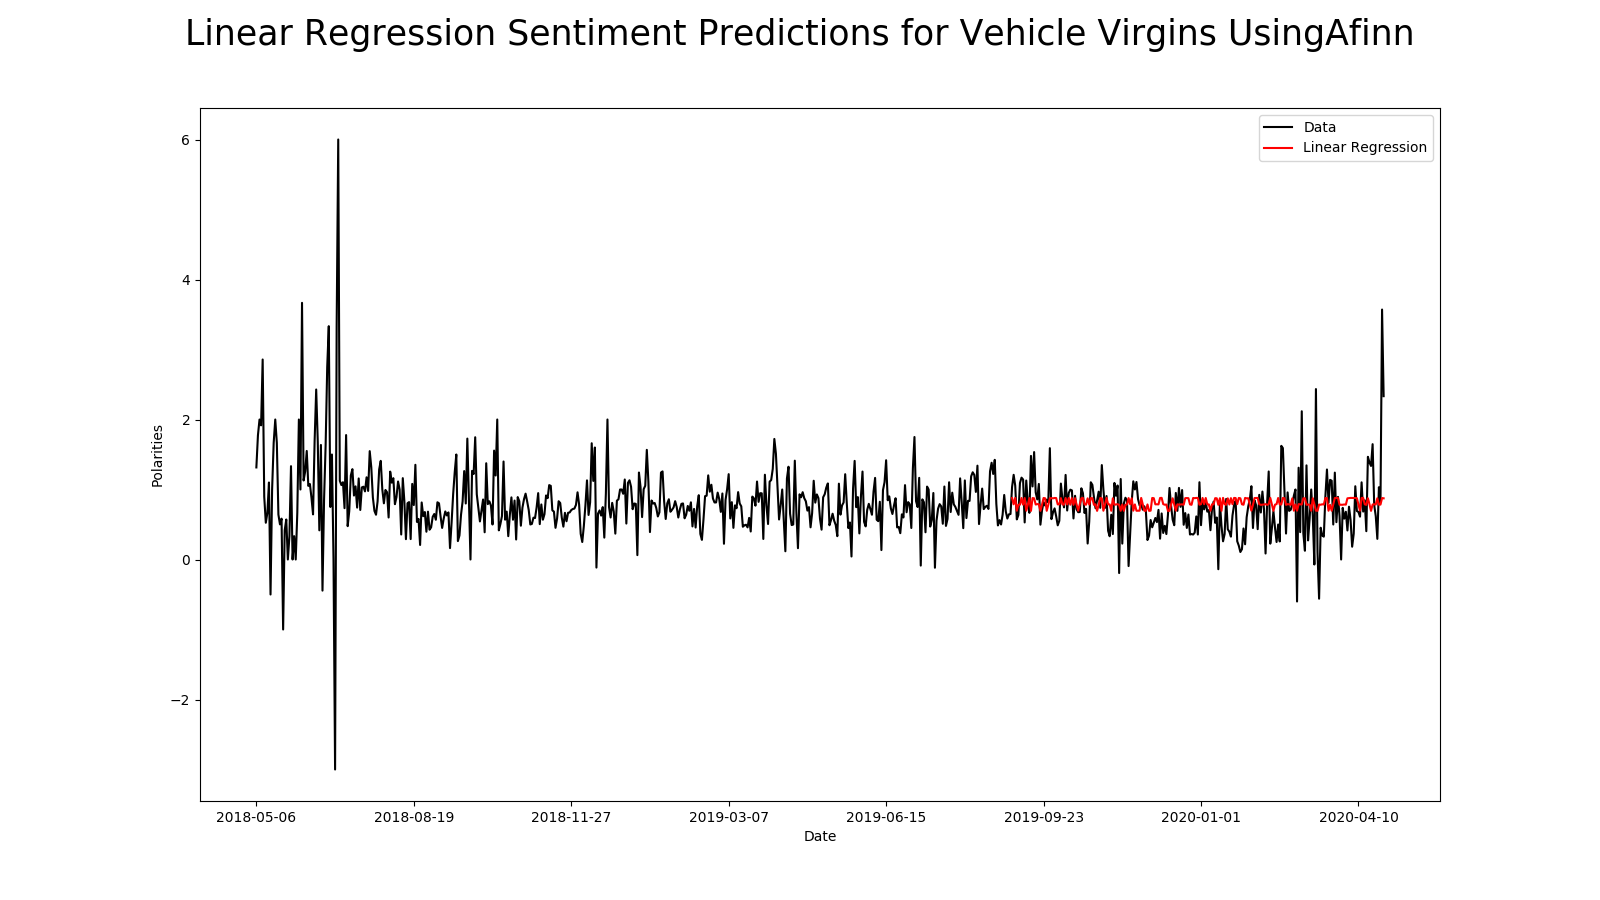 Linear Regression Sentiment Predictions for Vehicle Virgins UsingAfinn
Data
Linear Regression
6
4
2
0
−2
Polarities
2018-05-06 2018-08-19 2018-11-27 2019-03-07 2019-06-15 2019-09-23 2020-01-01 2020-04-10
Date